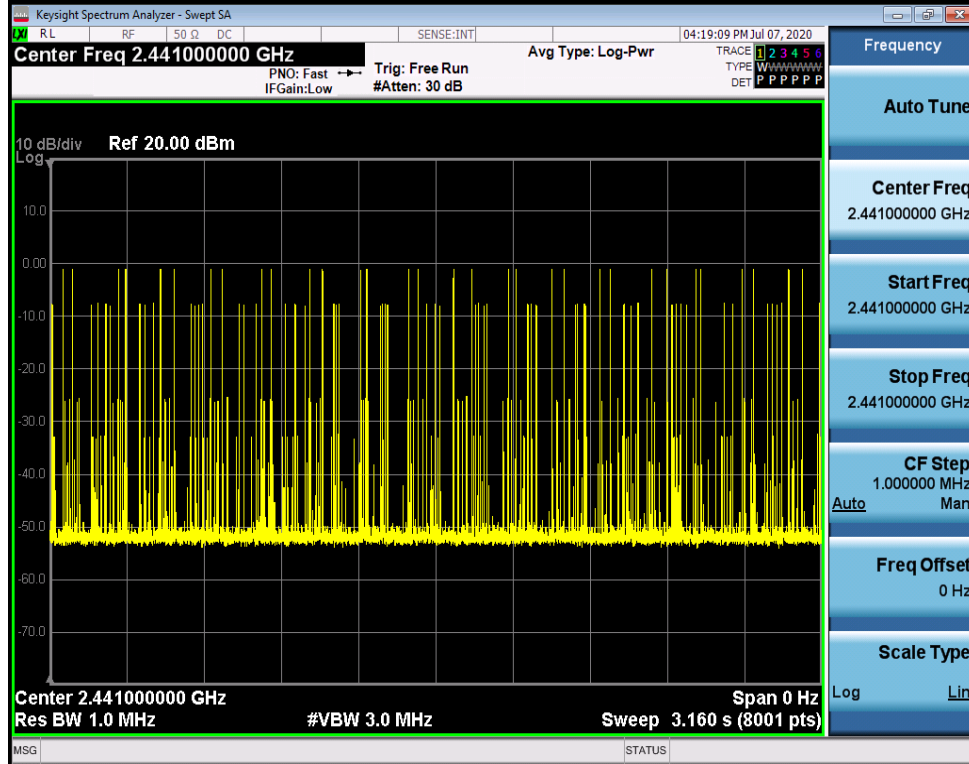 Keysight Spectrum Analyzer - Swept SA
LXI RL RF 50 Ω DC SENSE:INT 04:19:09 PM Jul 07, 2020
Center Freq 2.441000000 GHz Avg Type: Log-Pwr TRACE 1 2 3 4 5 6
PNO: Fast Trig: Free Run TYPE WWWWWW
IFGain:Low #Atten: 30 dB DET P P P P P P
10 dB/div Ref 20.00 dBm
Log
10.0
0.00
-10.0
-20.0
-30.0
-40.0
-50.0
-60.0
-70.0
Center 2.441000000 GHz Span 0 Hz
Res BW 1.0 MHz #VBW 3.0 MHz Sweep 3.160 s (8001 pts)
MSG STATUS
Frequency
Auto Tune
Center Freq
2.441000000 GHz
Start Freq
2.441000000 GHz
Stop Freq
2.441000000 GHz
CF Step
1.000000 MHz
Auto Man
Freq Offset
0 Hz
Scale Type
Log Lin